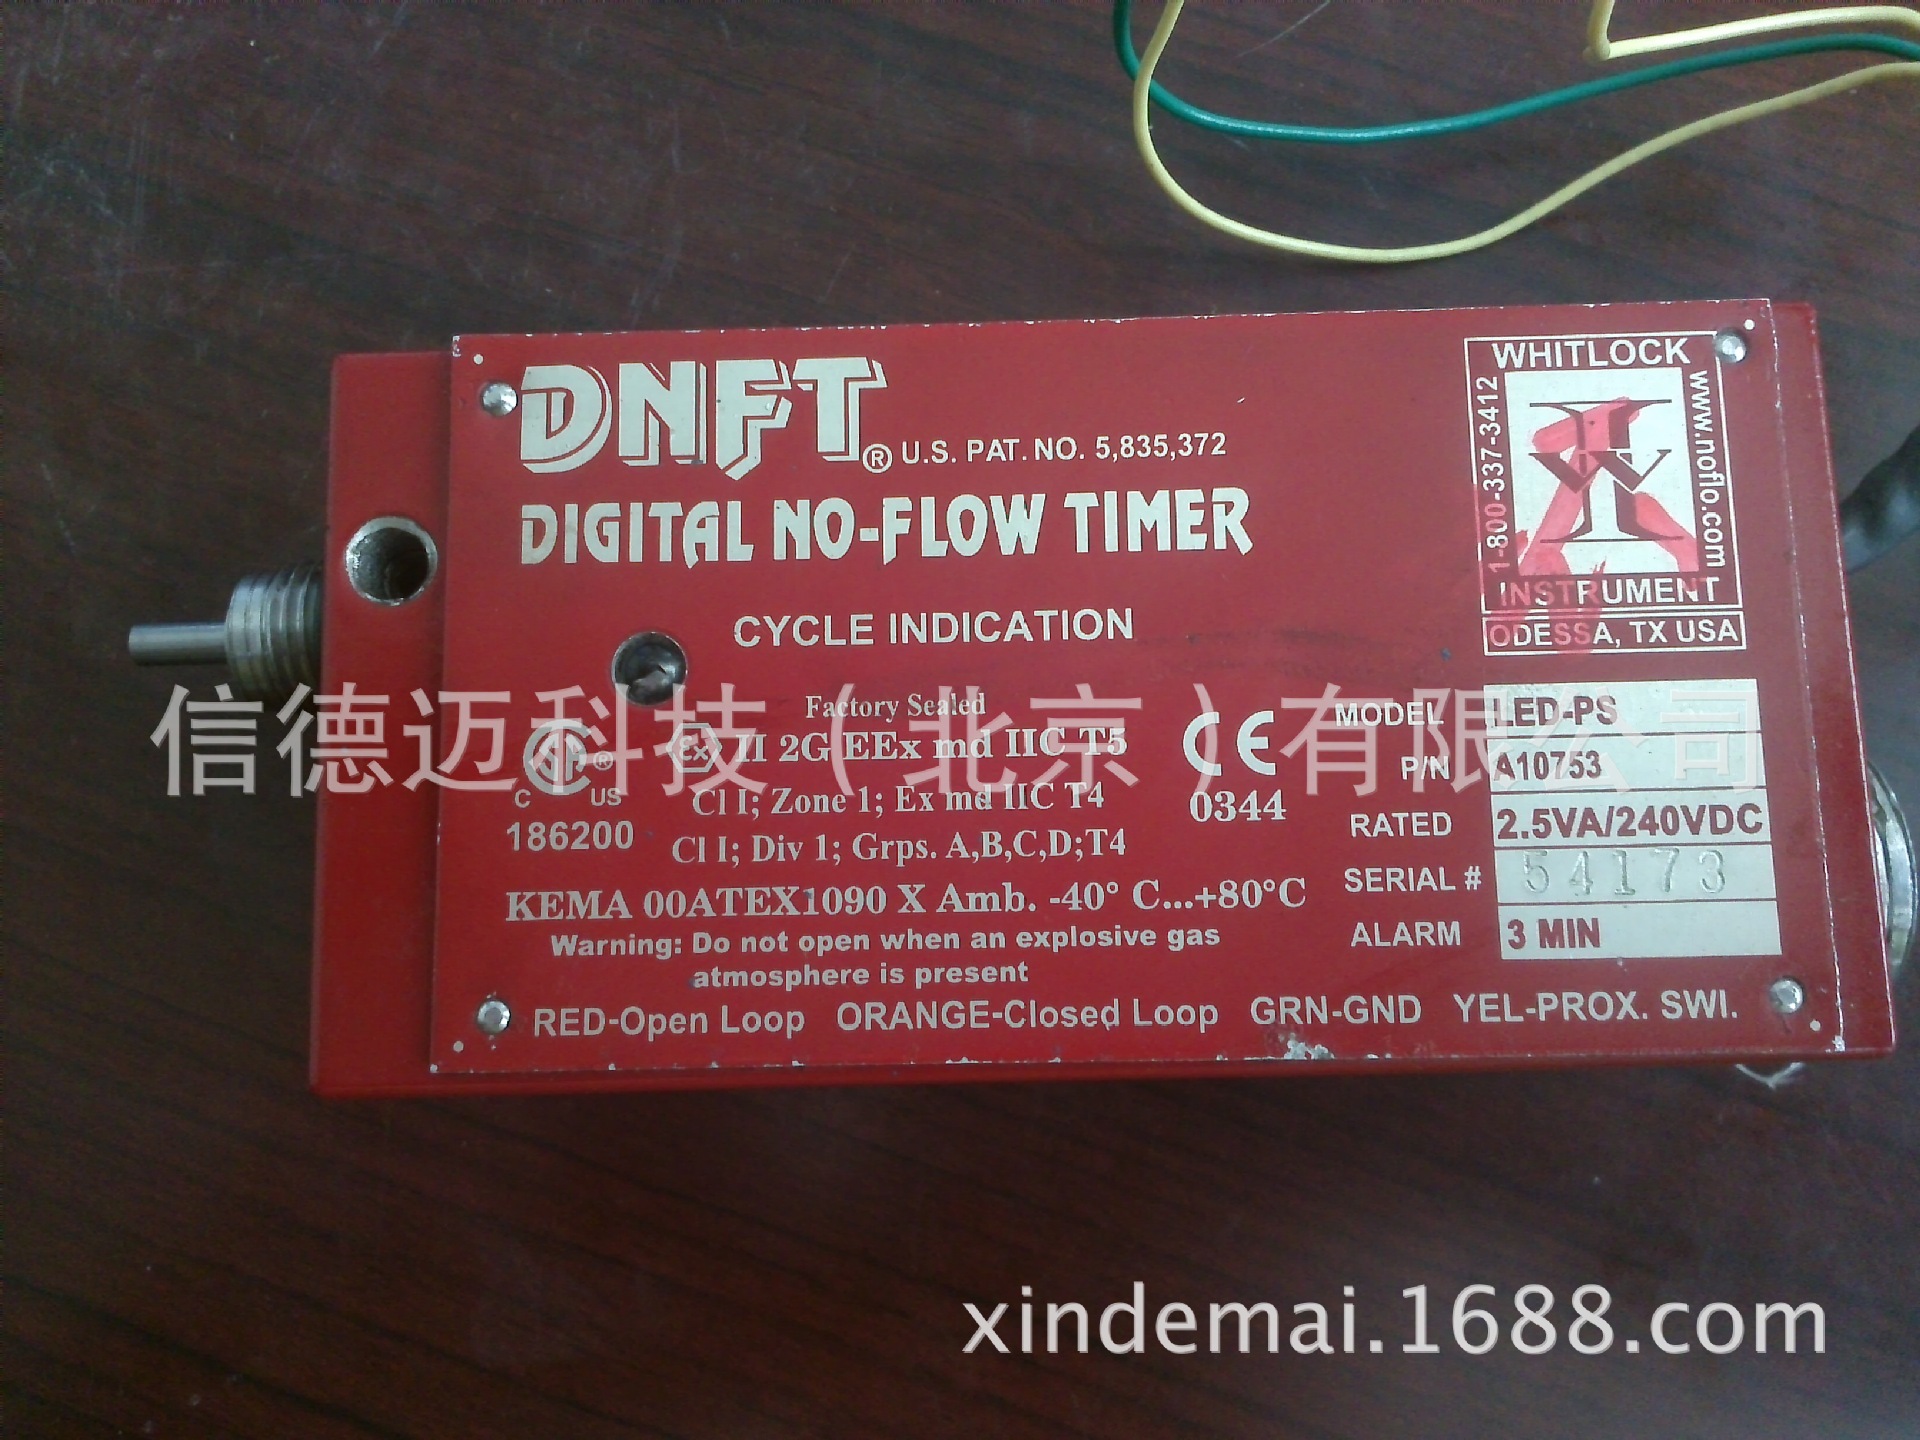 DNFT® U.S. PAT. NO. 5,835,372
DIGITAL NO-FLOW TIMER
CYCLE INDICATION
WHITLOCK
1-800-337-3412
www.noflo.com
WI
INSTRUMENT
ODESSA, TX USA
Factory Sealed
Ex II 2G EEx md IIC T5
Cl I; Zone 1; Ex md IIC T4
Cl I; Div 1; Grps. A,B,C,D;T4
C SA ® US
186200
CE
0344
KEMA 00ATEX1090 X Amb. -40° C...+80°C
Warning: Do not open when an explosive gas
atmosphere is present
MODEL LED-PS
P/N A10753
RATED 2.5VA/240VDC
SERIAL # 54173
ALARM 3 MIN
RED-Open Loop ORANGE-Closed Loop GRN-GND YEL-PROX. SWI.
信德迈科技(北京)有限公司
xindemai.1688.com